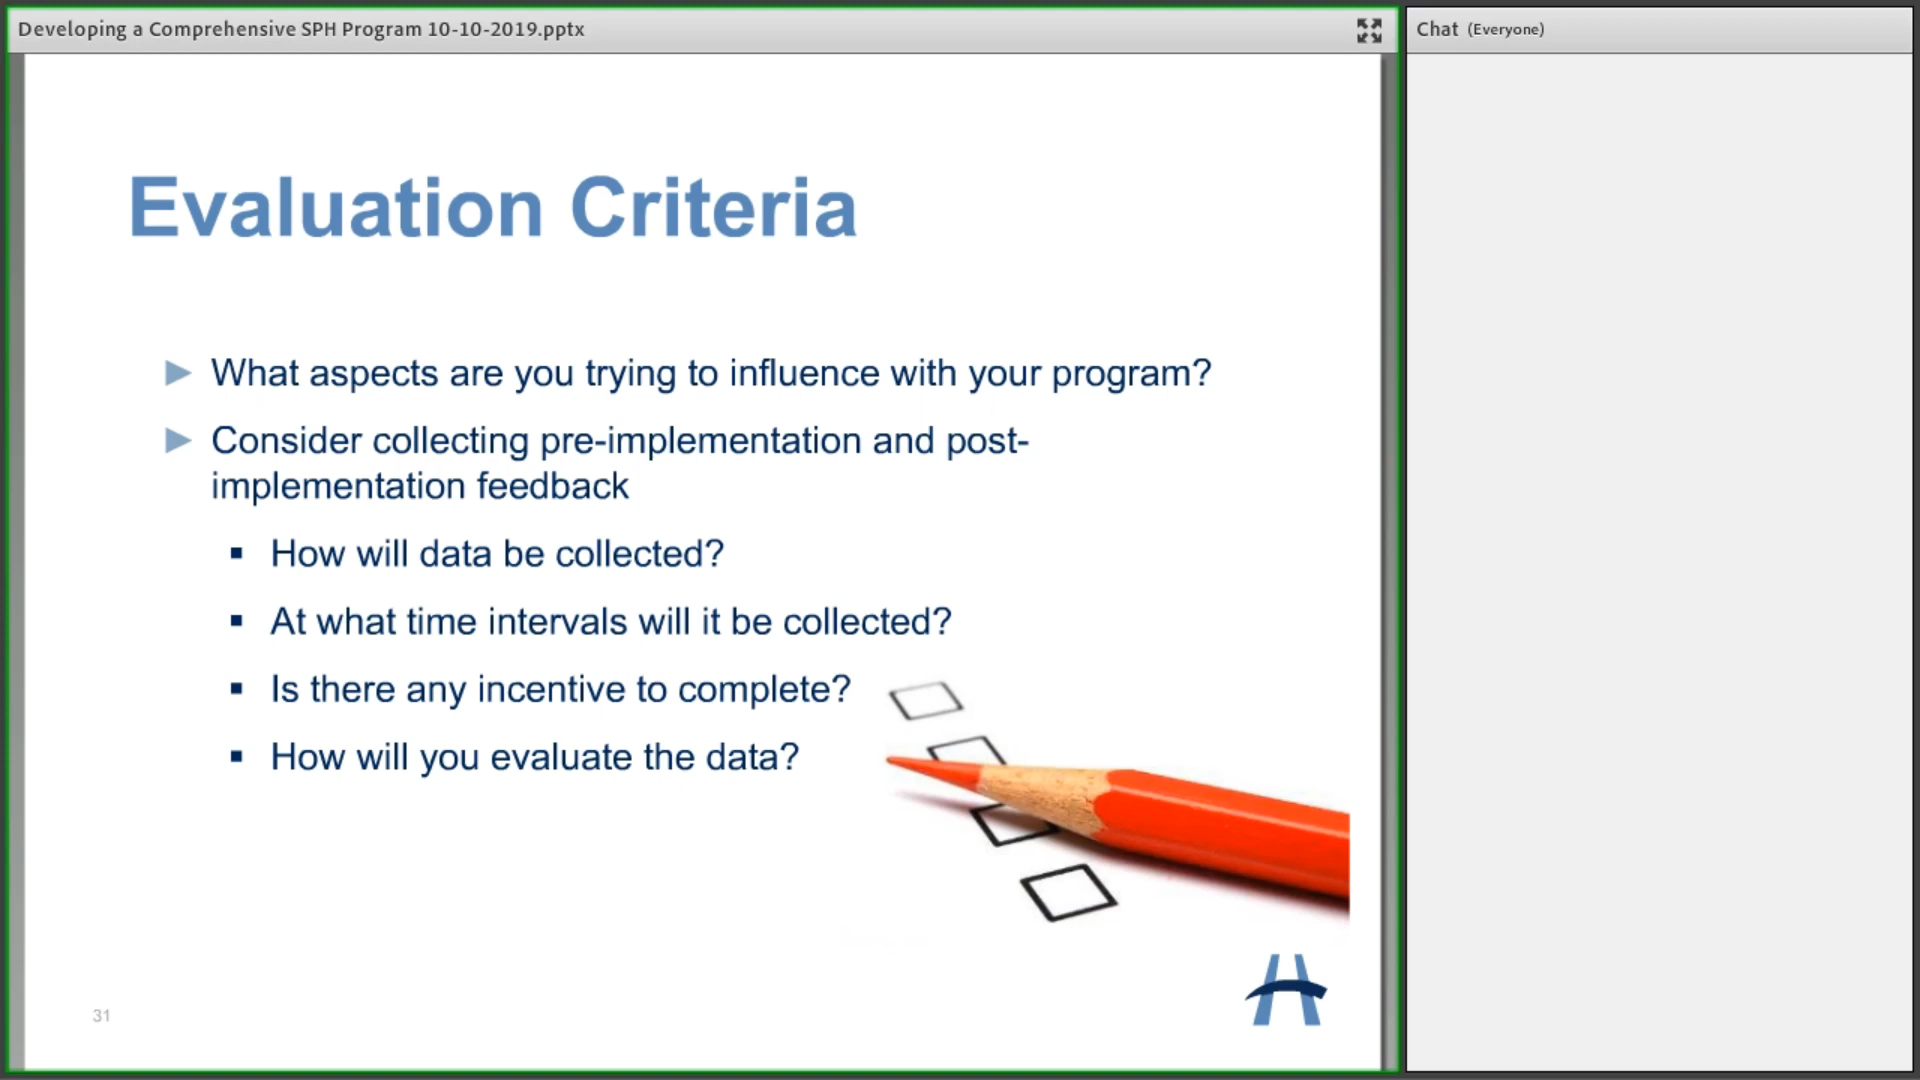 Developing a Comprehensive SPH Program 10-10-2019.pptx
Chat (Everyone)
Evaluation Criteria
What aspects are you trying to influence with your program?
Consider collecting pre-implementation and post-
implementation feedback
How will data be collected?
At what time intervals will it be collected?
Is there any incentive to complete?
How will you evaluate the data?
31